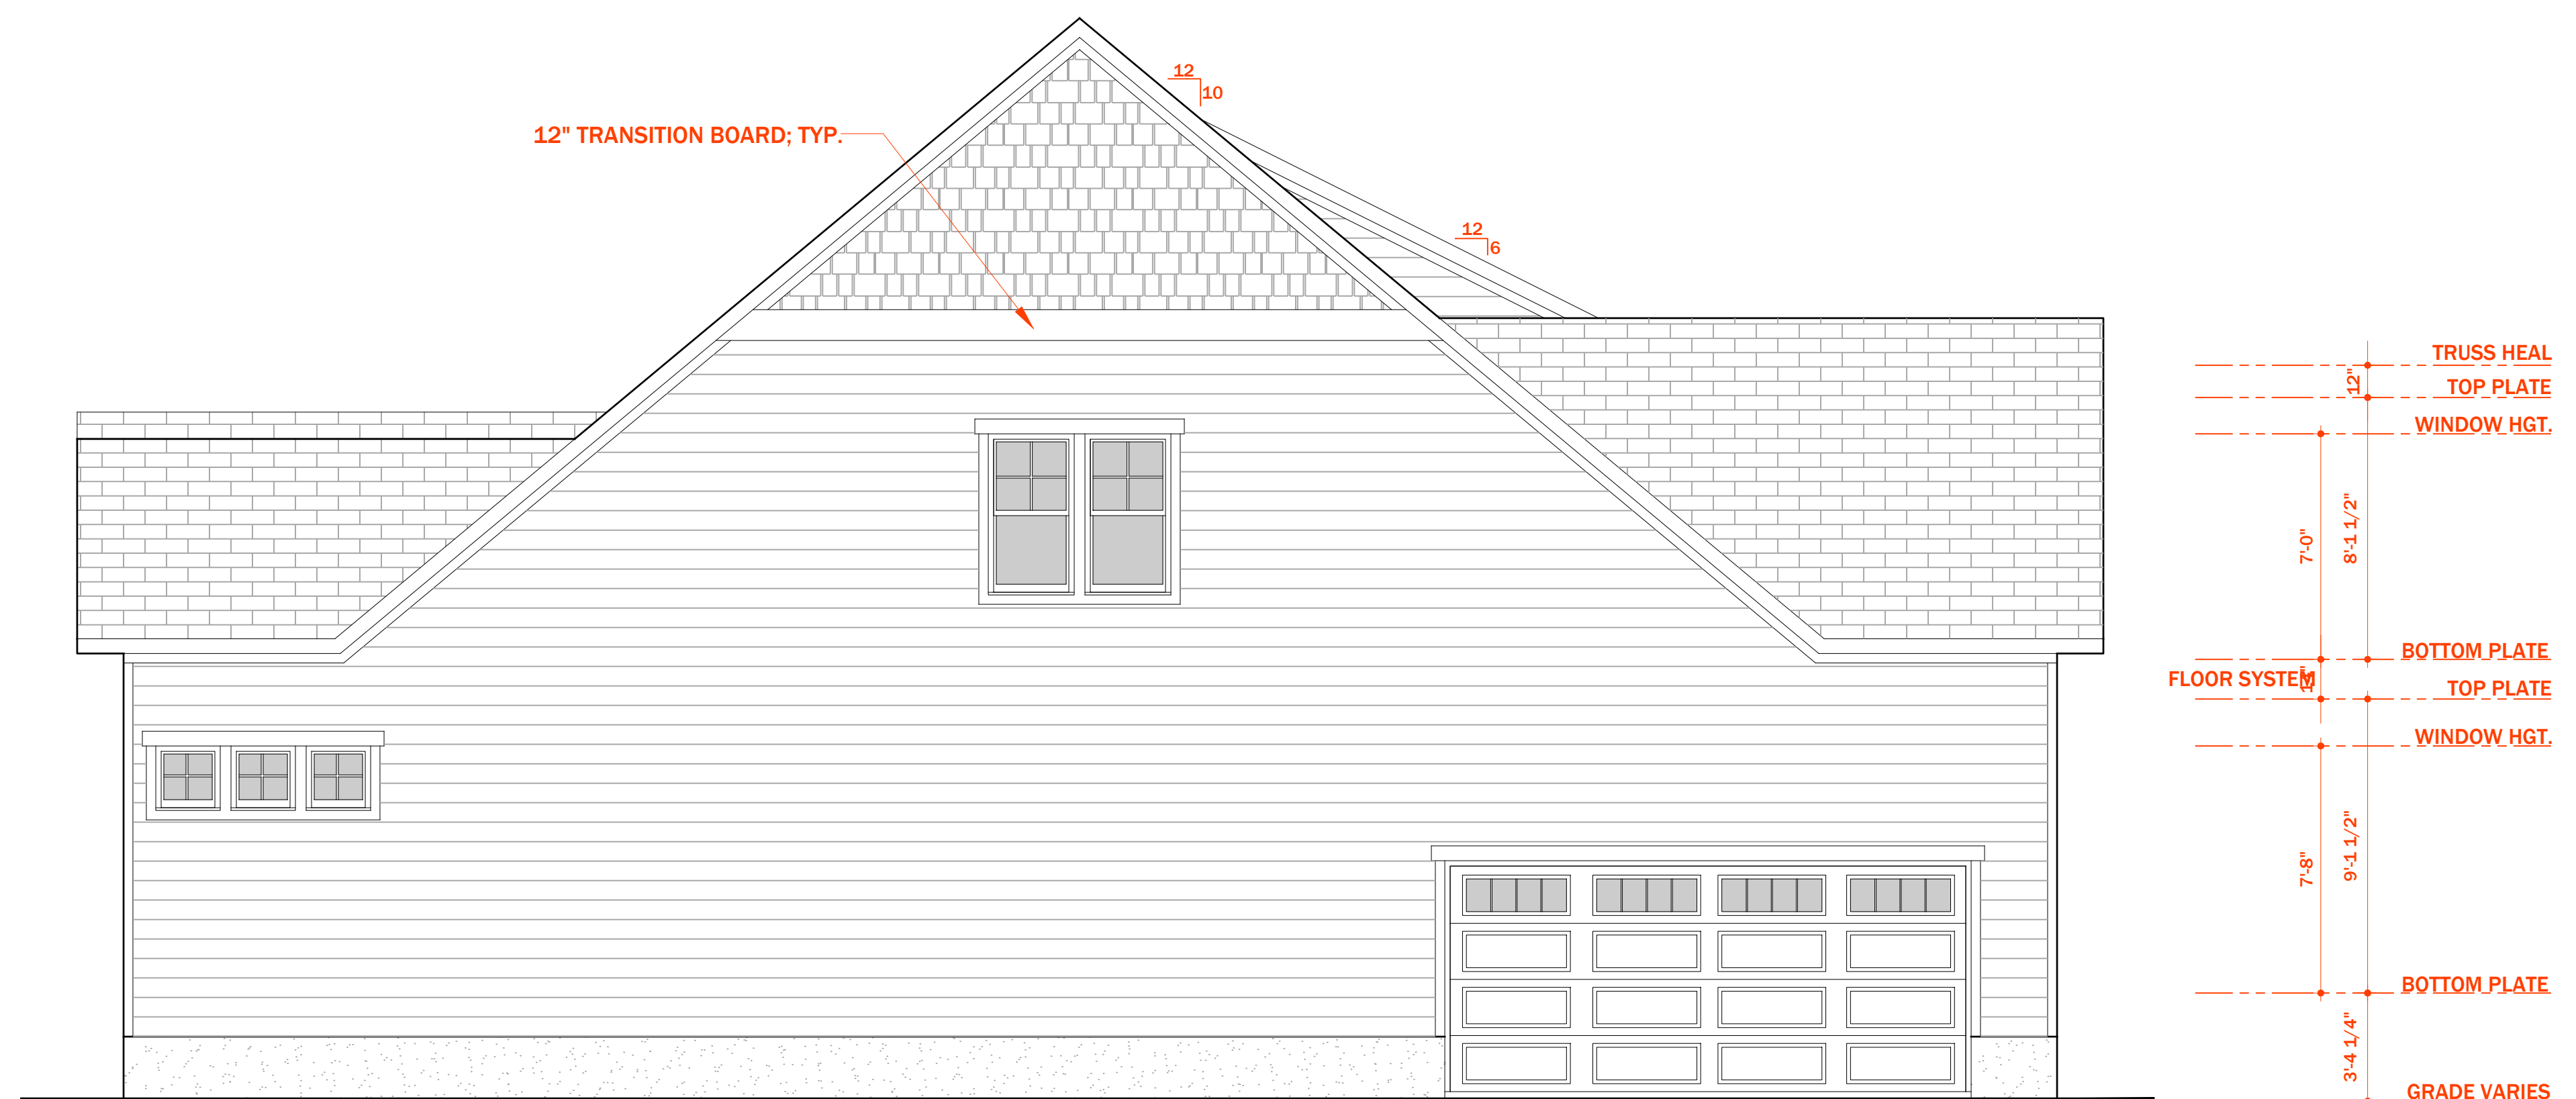 12
10
12" TRANSITION BOARD; TYP.
12
6
TRUSS HEAL
12"
TOP PLATE
WINDOW HGT.
7'-0"
8'-1 1/2"
BOTTOM PLATE
FLOOR SYSTEM
TOP PLATE
WINDOW HGT.
7'-8"
9'-1 1/2"
BOTTOM PLATE
3'-4 1/4"
GRADE VARIES